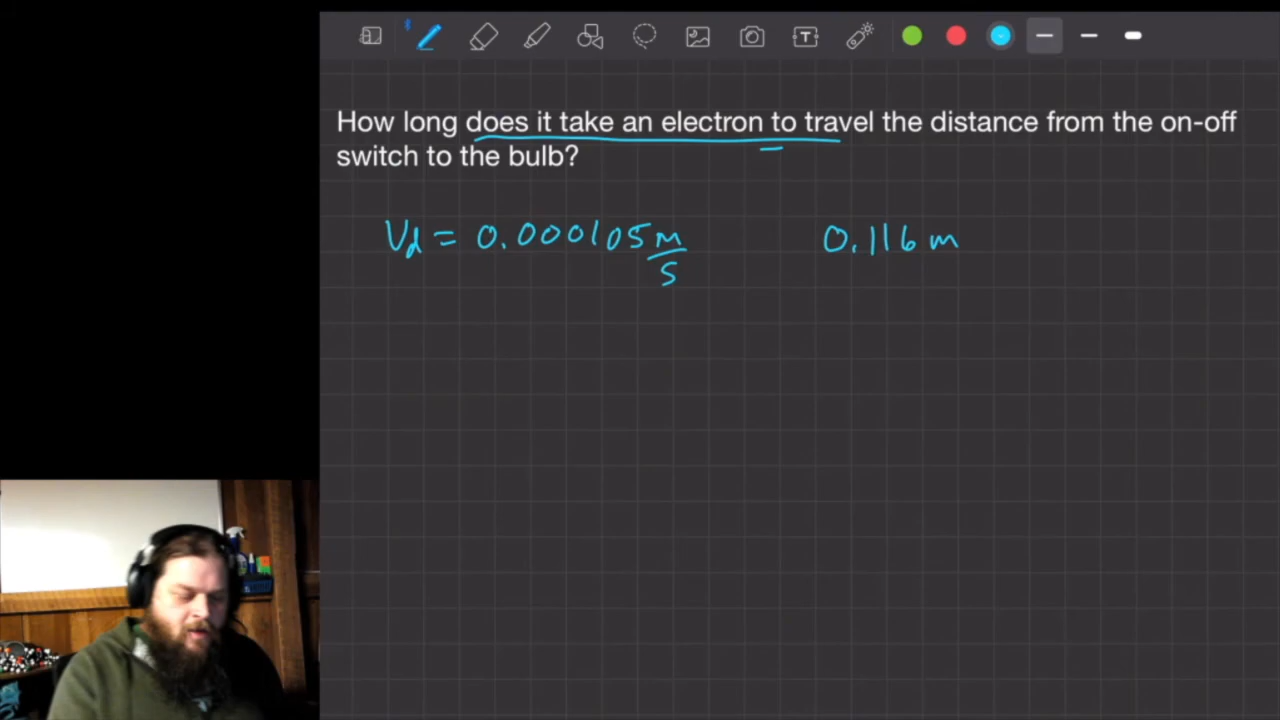 T
How long does it take an electron to travel the distance from the on-off
switch to the bulb?
Vd = 0.000105 m/s 0.116 m